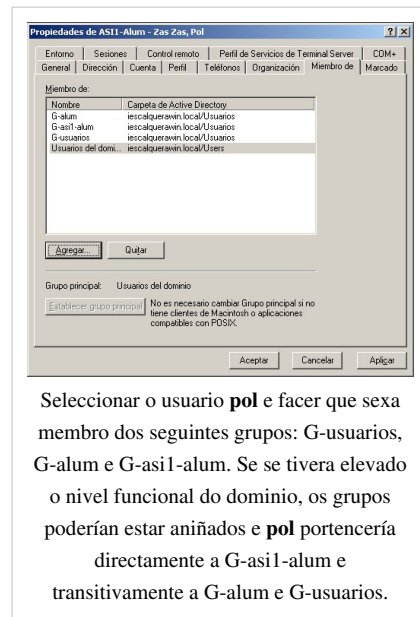 Propiedades de ASI1-Alum - Zas Zas, Pol
Entorno Sesiones Control remoto Perfil de Servicios de Terminal Server COM+
General Dirección Cuenta Perfil Teléfonos Organización Miembro de Marcado
Miembro de:
Nombre Carpeta de Active Directory
G-alum iescalquerawin.local/Usuarios
G-asi1-alum iescalquerawin.local/Usuarios
G-usuarios iescalquerawin.local/Usuarios
Usuarios del domi... iescalquerawin.local/Users
Agregar... Quitar
Grupo principal: Usuarios del dominio
Establecer grupo principal No es necesario cambiar Grupo principal si no
tiene clientes de Macintosh o aplicaciones
compatibles con POSIX.
Aceptar Cancelar Aplicar
Seleccionar o usuario pol e facer que sexa
membro dos seguintes grupos: G-usuarios,
G-alum e G-asi1-alum. Se se tivera elevado
o nivel funcional do dominio, os grupos
poderían estar aniñados e pol portencería
directamente a G-asi1-alum e
transitivamente a G-alum e G-usuarios.